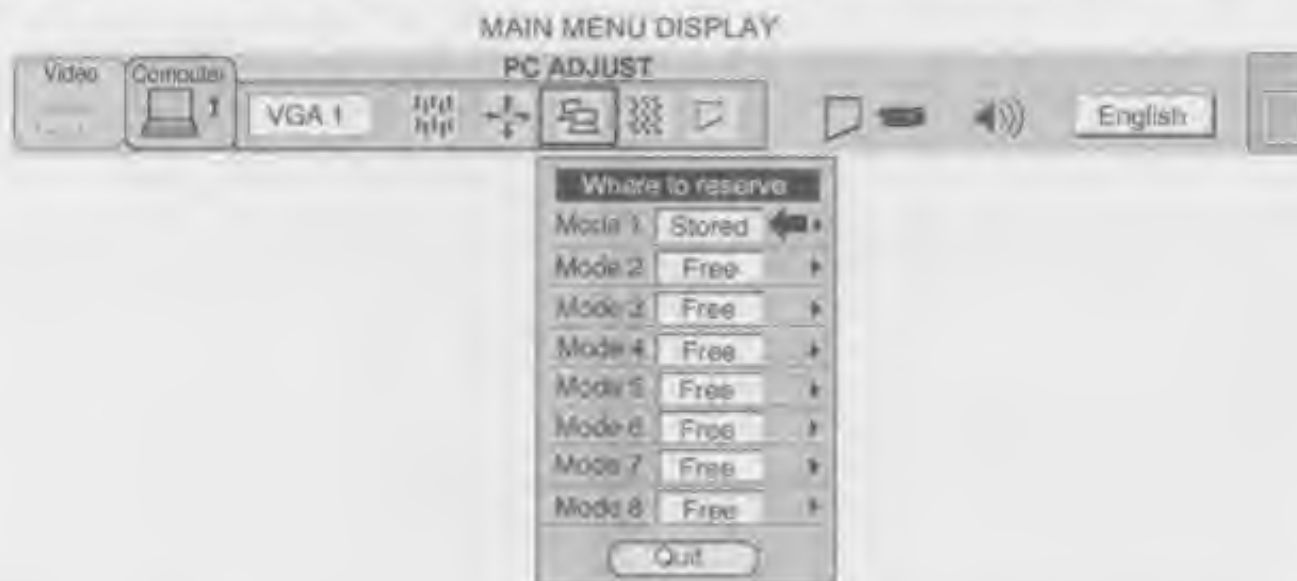 MAIN MENU DISPLAY
PC ADJUST
Video
Computer
1
VGA 1
English
Where to reserve
Mode 1 Stored
Mode 2 Free
Mode 3 Free
Mode 4 Free
Mode 5 Free
Mode 6 Free
Mode 7 Free
Mode 8 Free
Quit